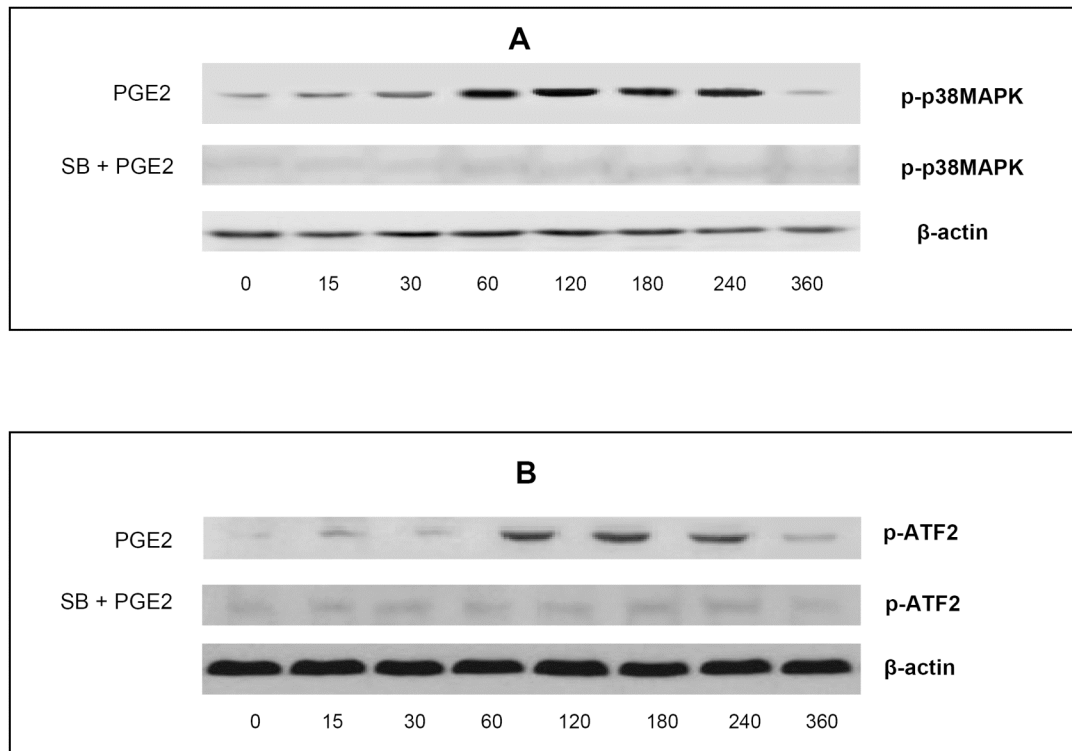 A
PGE2 p-p38MAPK
SB + PGE2 p-p38MAPK
β-actin
0 15 30 60 120 180 240 360
B
PGE2 p-ATF2
SB + PGE2 p-ATF2
β-actin
0 15 30 60 120 180 240 360